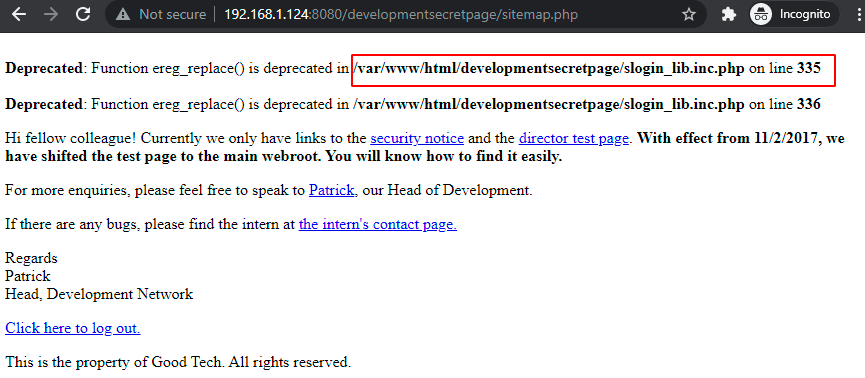 Not secure | 192.168.1.124:8080/developmentsecretpage/sitemap.php
Incognito
Deprecated: Function ereg_replace() is deprecated in /var/www/html/developmentsecretpage/slogin_lib.inc.php on line 335
Deprecated: Function ereg_replace() is deprecated in /var/www/html/developmentsecretpage/slogin_lib.inc.php on line 336
Hi fellow colleague! Currently we only have links to the security notice and the director test page. With effect from 11/2/2017, we
have shifted the test page to the main webroot. You will know how to find it easily.
For more enquiries, please feel free to speak to Patrick, our Head of Development.
If there are any bugs, please find the intern at the intern's contact page.
Regards
Patrick
Head, Development Network
Click here to log out.
This is the property of Good Tech. All rights reserved.